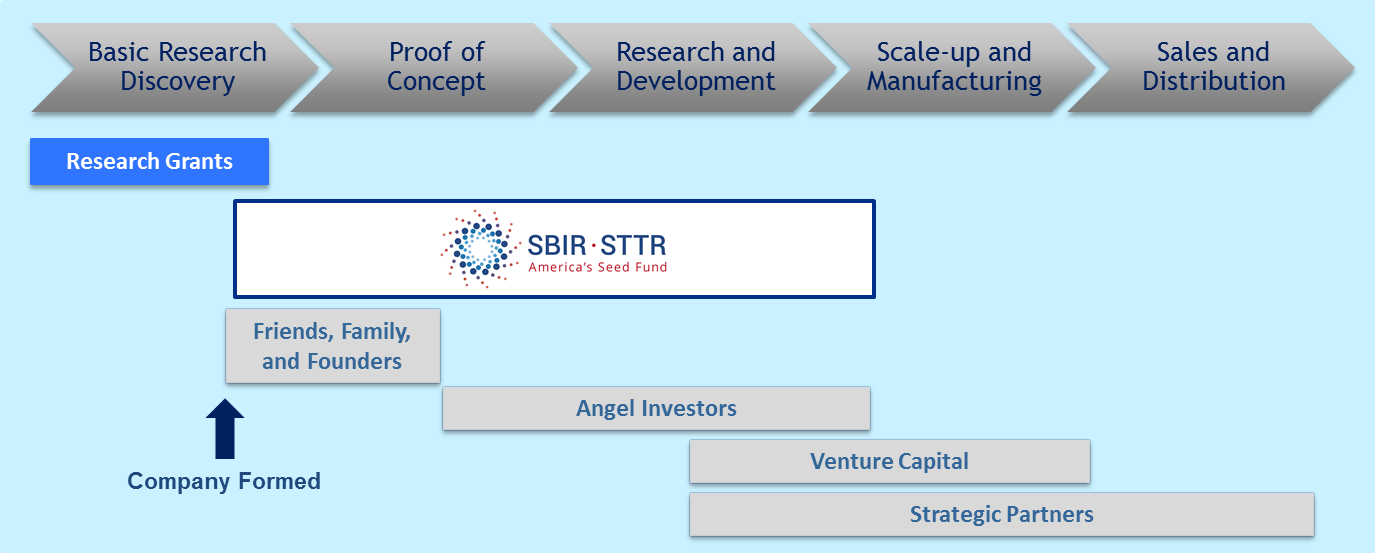 Basic Research
Discovery
Proof of
Concept
Research and
Development
Scale-up and
Manufacturing
Sales and
Distribution
Research Grants
SBIR·STTR
America's Seed Fund
Friends, Family,
and Founders
Angel Investors
Company Formed
Venture Capital
Strategic Partners